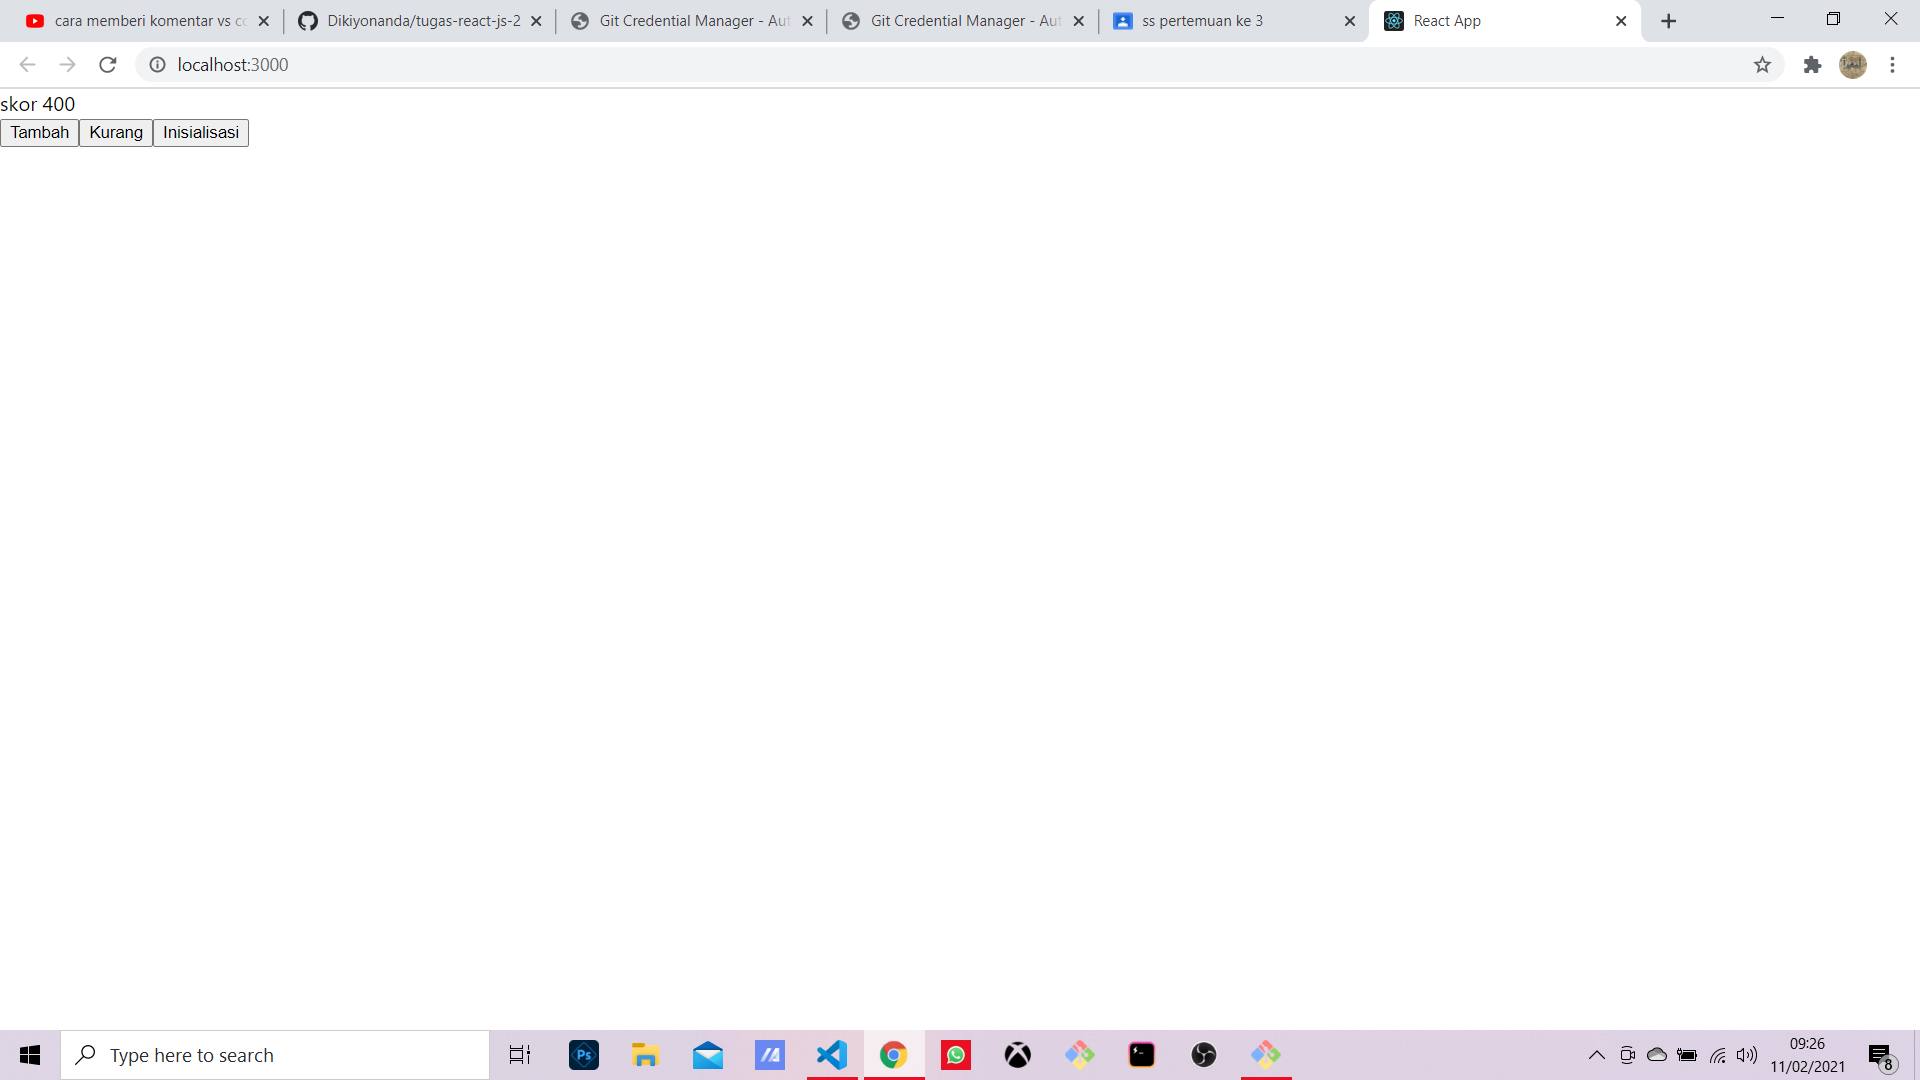 cara memberi komentar vs co
Dikiyonanda/tugas-react-js-2
Git Credential Manager - Aut
Git Credential Manager - Aut
ss pertemuan ke 3
React App
localhost:3000
skor 400
Tambah
Kurang
Inisialisasi
Type here to search
Ps
09:26
11/02/2021
8